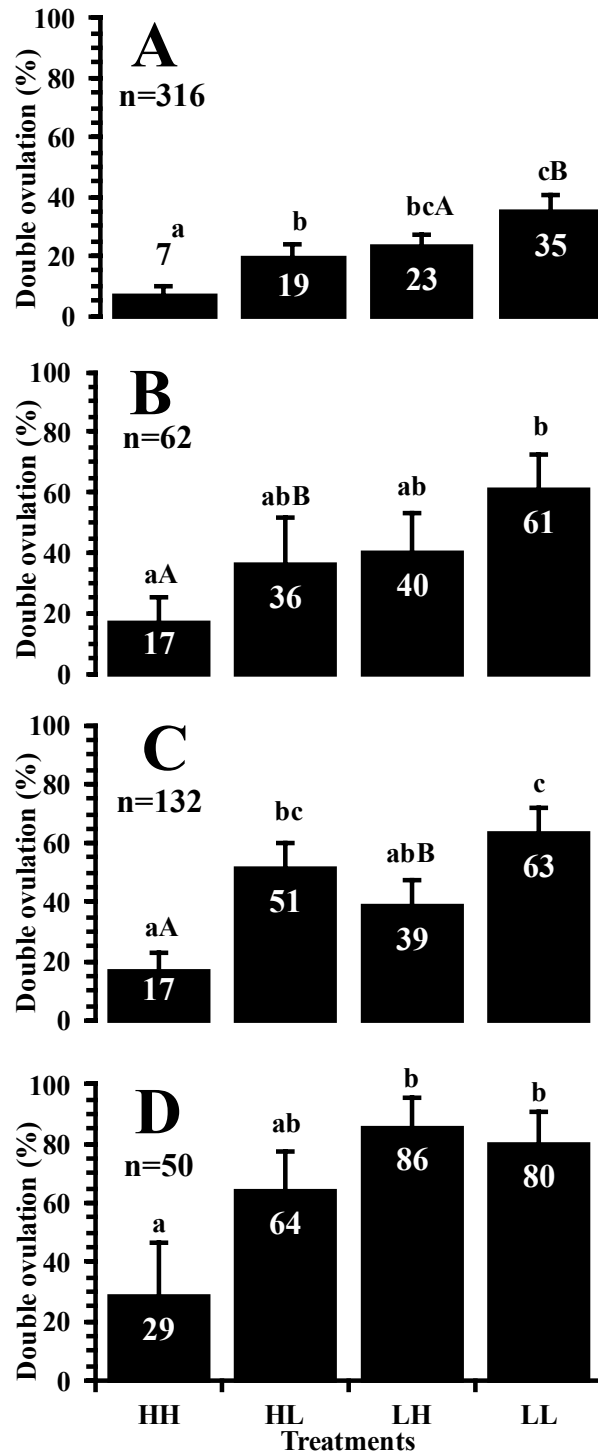 Double ovulation (%)
100
80
60
40
20
0
A
n=316
a
7
b
19
bcA
23
cB
35
Double ovulation (%)
100
80
60
40
20
0
B
n=62
aA
17
abB
36
ab
40
b
61
Double ovulation (%)
100
80
60
40
20
0
C
n=132
aA
17
bc
51
abB
39
c
63
Double ovulation (%)
100
80
60
40
20
0
D
n=50
a
29
ab
64
b
86
b
80
HH HL LH LL
Treatments